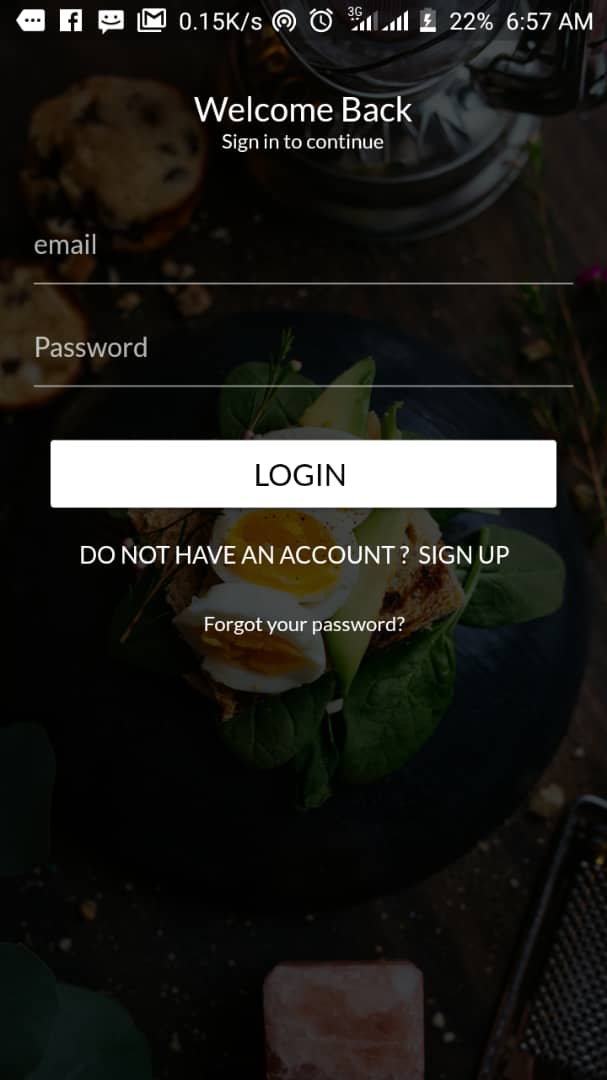 0.15K/s 3G 22% 6:57 AM
Welcome Back
Sign in to continue
email
Password
LOGIN
DO NOT HAVE AN ACCOUNT ? SIGN UP
Forgot your password?